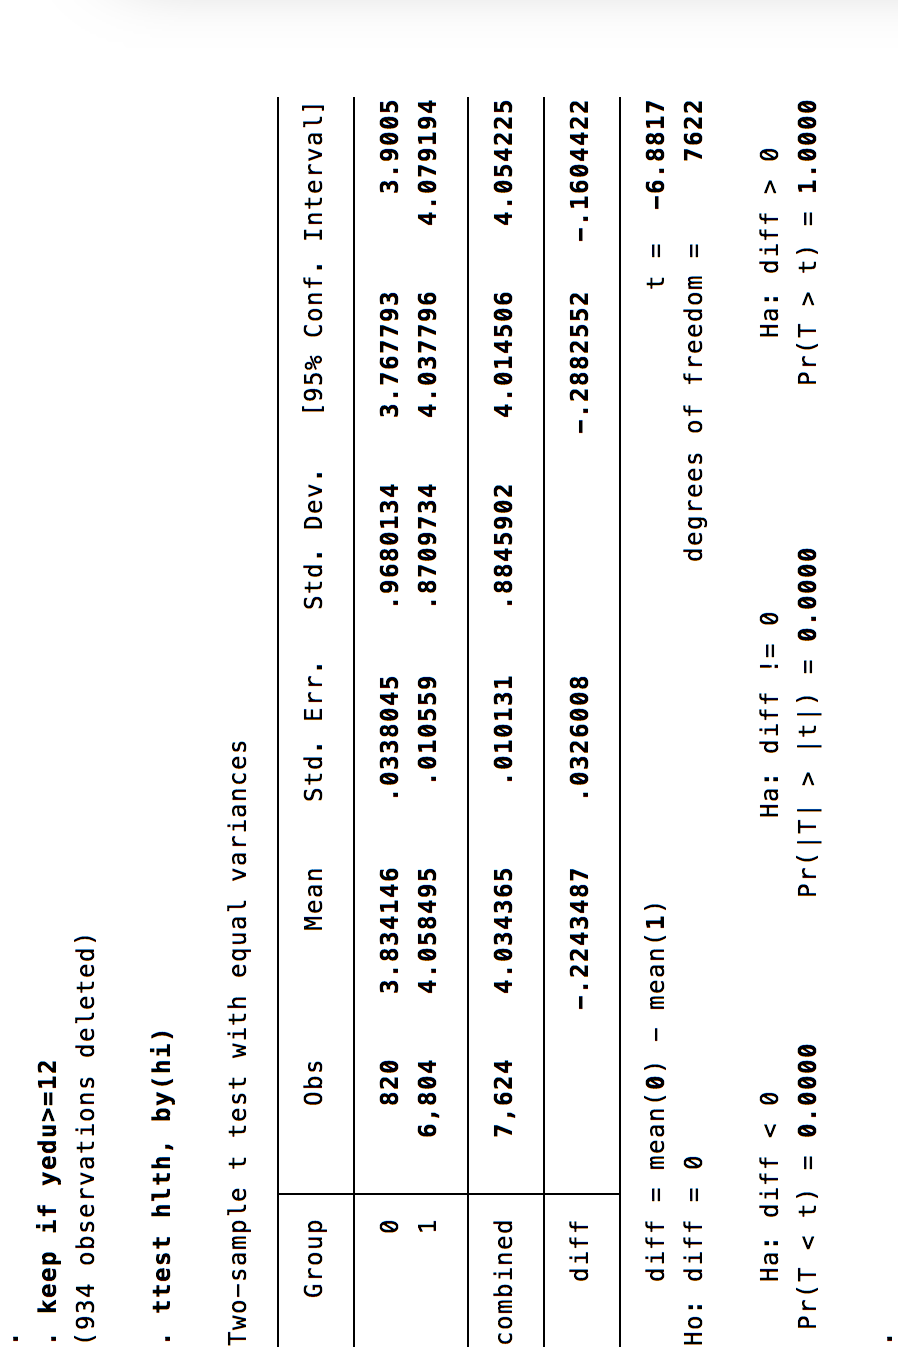 .
. keep if yedu>=12
(934 observations deleted)
. ttest hlth, by(hi)
Two-sample t test with equal variances
Group Obs Mean Std. Err. Std. Dev. [95% Conf. Interval]
0 820 3.834146 .0338045 .9680134 3.767793 3.9005
1 6,804 4.058495 .010559 .8709734 4.037796 4.079194
combined 7,624 4.034365 .010131 .8845902 4.014506 4.054225
diff -.2243487 .0326008 -.2882552 -.1604422
diff = mean(0) - mean(1) t = -6.8817
Ho: diff = 0 degrees of freedom = 7622
Ha: diff < 0 Ha: diff != 0 Ha: diff > 0
Pr(T < t) = 0.0000 Pr(|T| > |t|) = 0.0000 Pr(T > t) = 1.0000
.